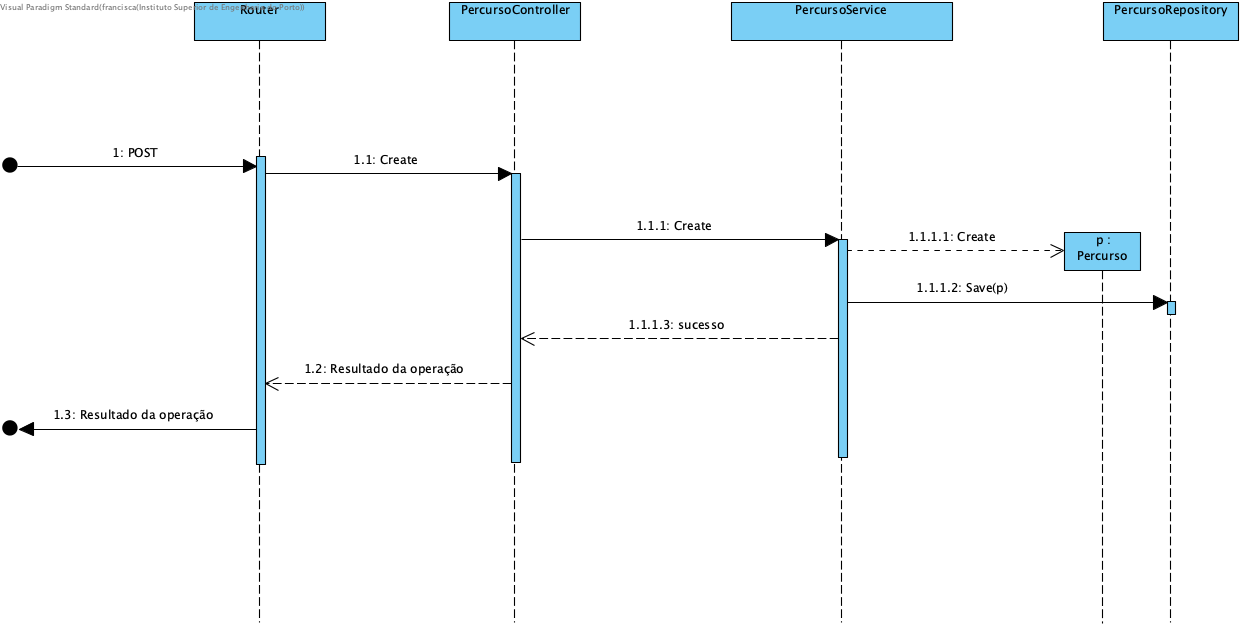 Visual Paradigm Standard(francisca(Instituto Superior de Engenharia do Porto))
Router
PercursoController
PercursoService
PercursoRepository
1: POST
1.1: Create
1.1.1: Create
1.1.1.1: Create
p :
Percurso
1.1.1.2: Save(p)
1.1.1.3: sucesso
1.2: Resultado da operação
1.3: Resultado da operação